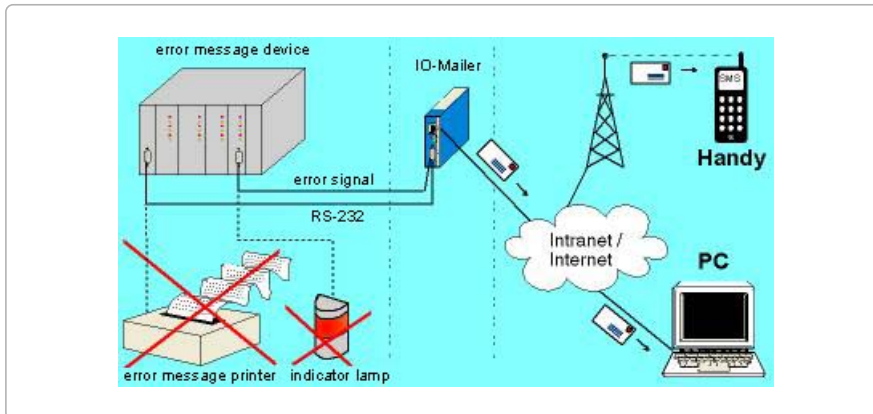 error message device
IO-Mailer
SMS
Handy
error signal
RS-232
Intranet /
Internet
PC
error message printer
indicator lamp